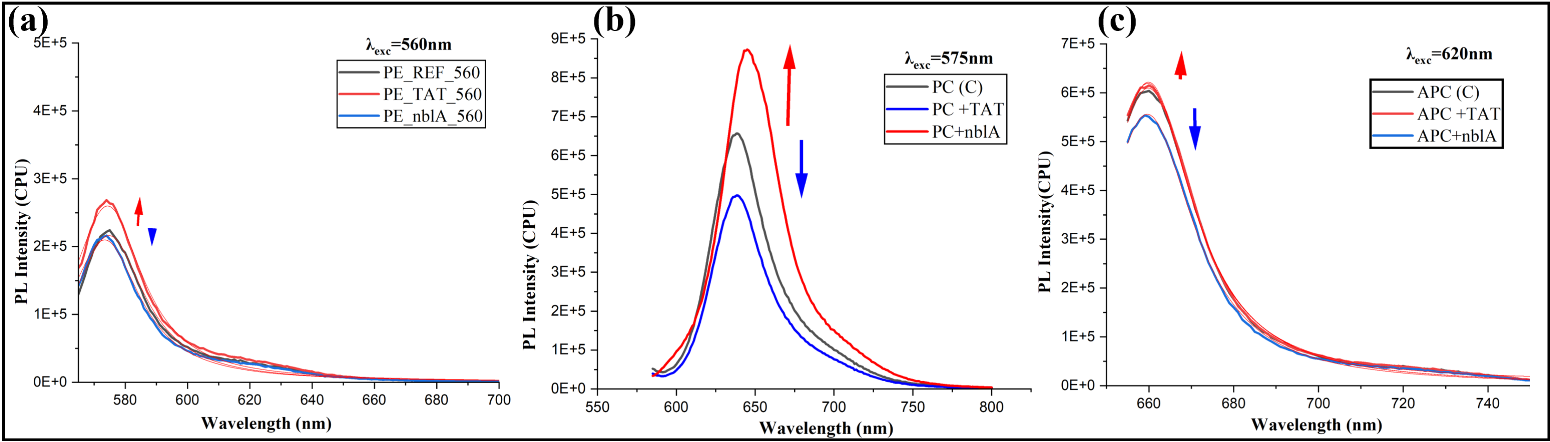 (a)
λexc=560nm
PE_REF_560
PE_TAT_560
PE_nblA_560
5E+5
4E+5
3E+5
2E+5
1E+5
0E+0
PL Intensity (CPU)
580 600 620 640 660 680 700
Wavelength (nm)
(b)
λexc=575nm
PC (C)
PC +TAT
PC+nblA
9E+5
8E+5
7E+5
6E+5
5E+5
4E+5
3E+5
2E+5
1E+5
0E+0
PL Intensity (CPU)
550 600 650 700 750 800
Wavelength (nm)
(c)
λexc=620nm
APC (C)
APC +TAT
APC+nblA
7E+5
6E+5
5E+5
4E+5
3E+5
2E+5
1E+5
0E+0
PL Intensity(CPU)
660 680 700 720 740
Wavelength (nm)